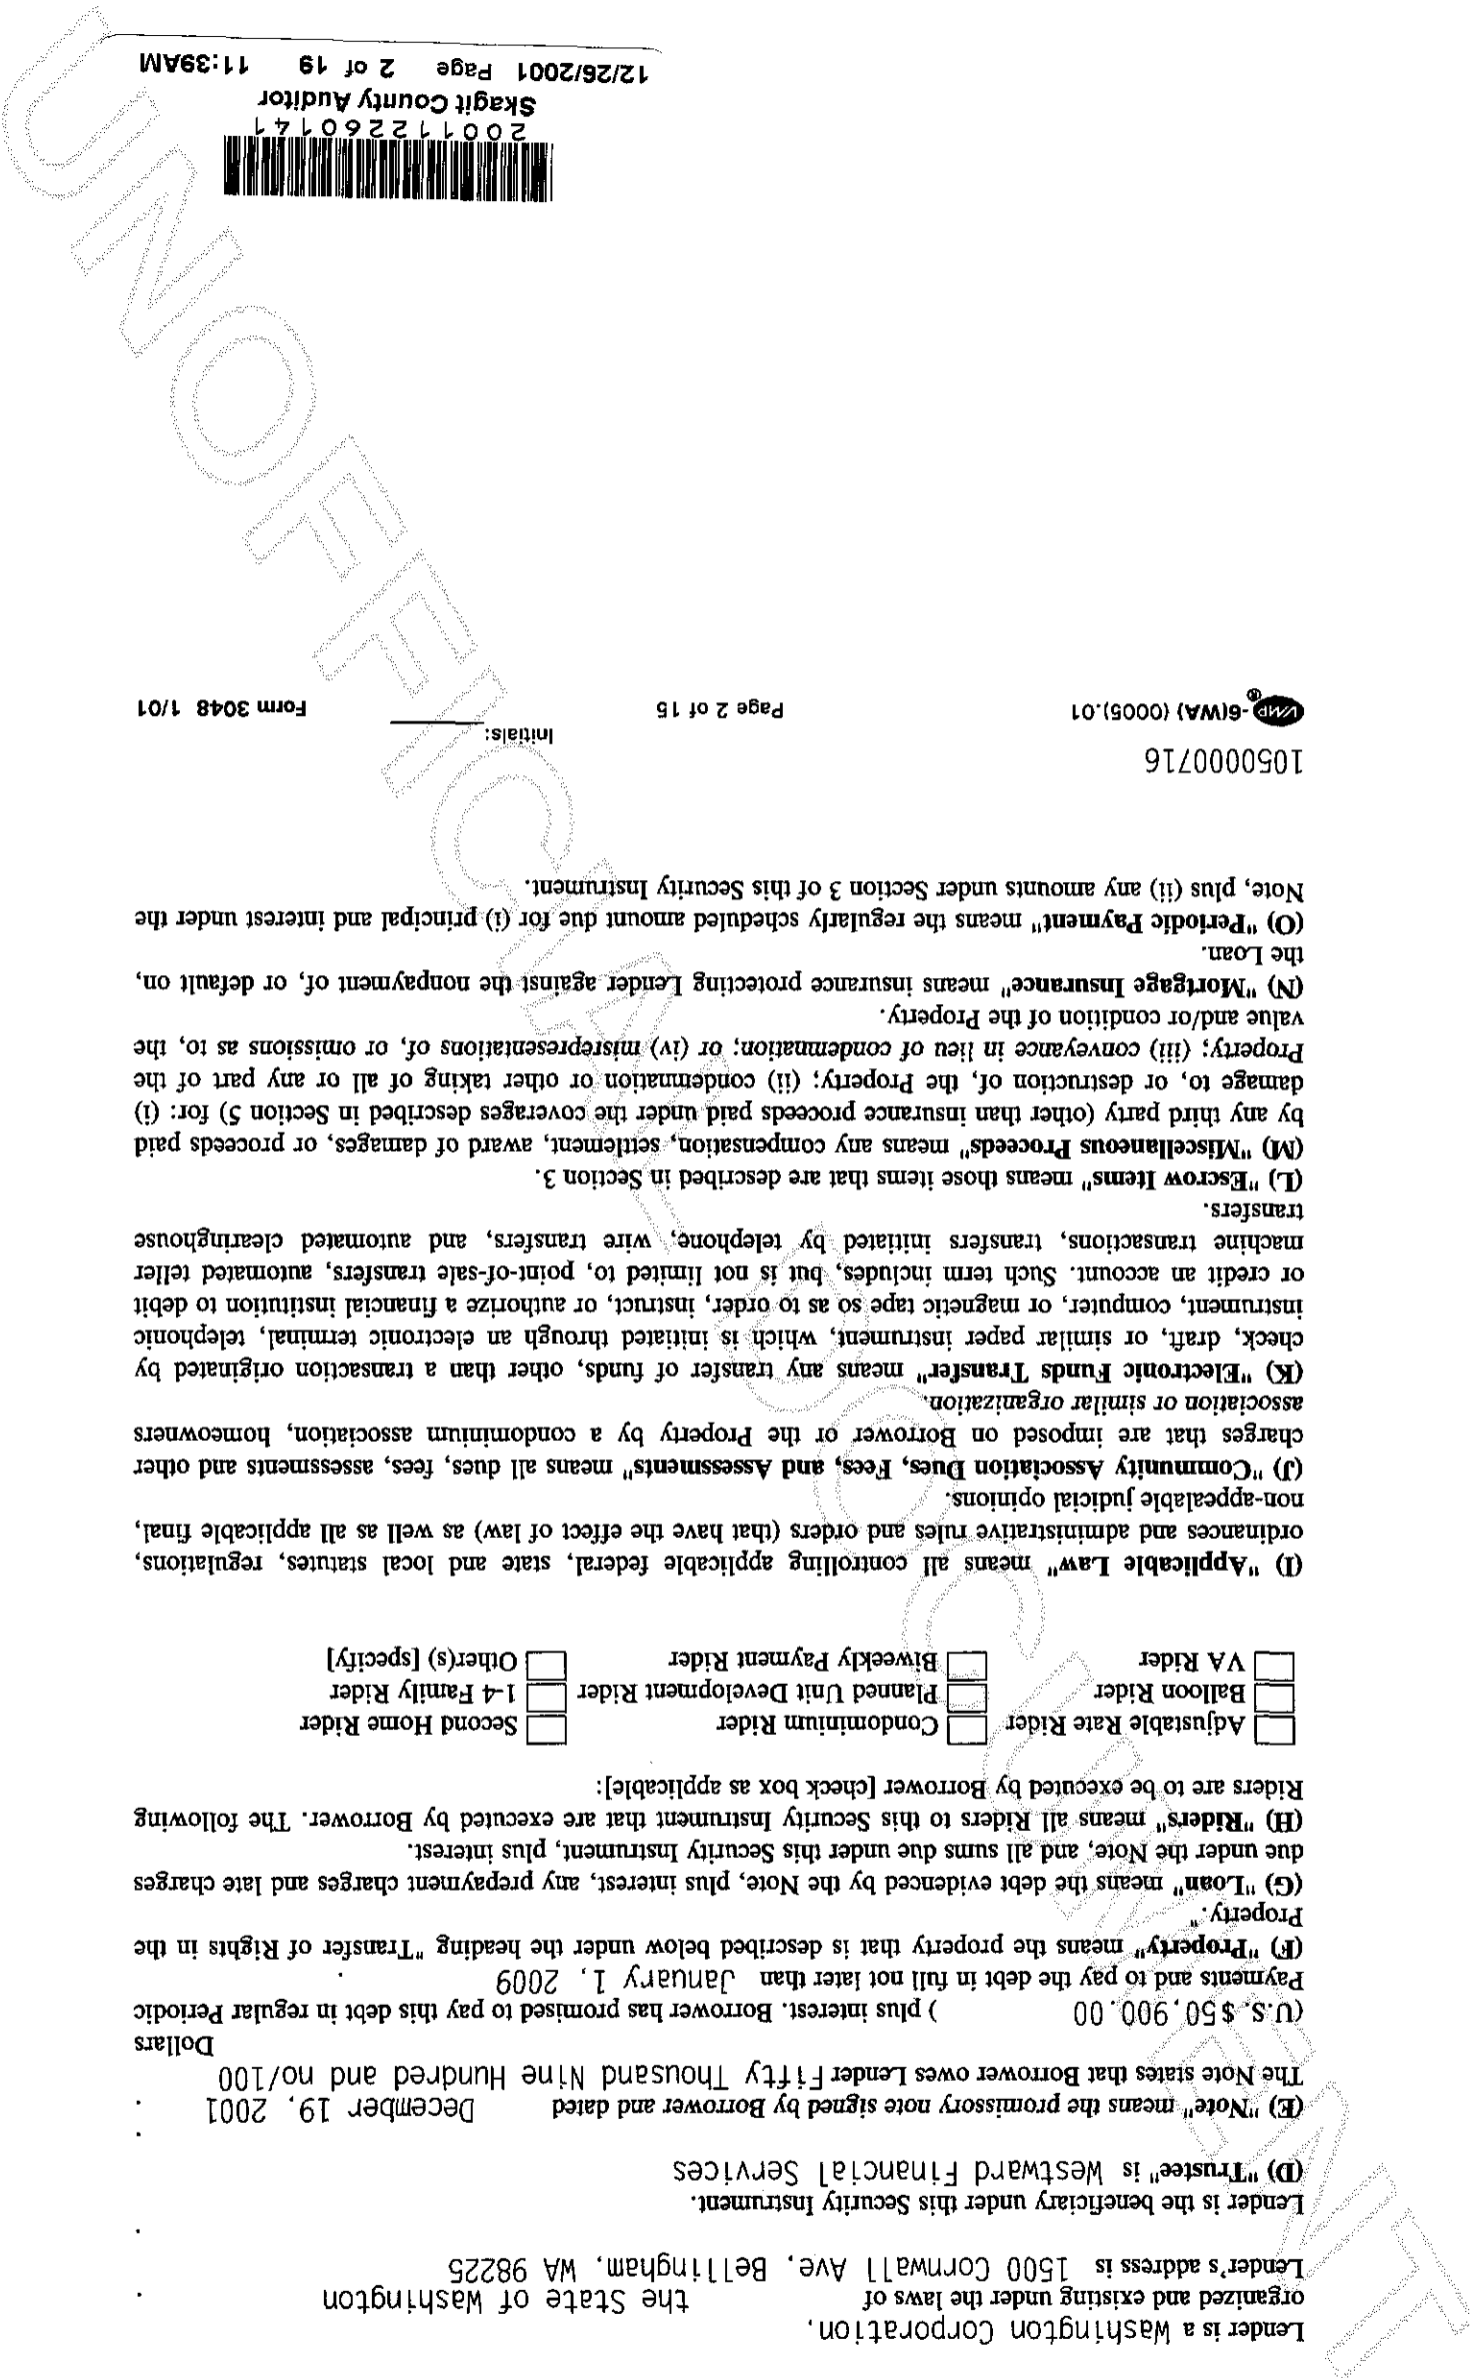 Lender is a Washington Corporation,
organized and existing under the laws of the State of Washington .
Lender's address is 1500 Cornwall Ave, Bellingham, WA 98225
.
Lender is the beneficiary under this Security Instrument.
(D) "Trustee" is Westward Financial Services
.
(E) "Note" means the promissory note signed by Borrower and dated December 19, 2001 .
The Note states that Borrower owes Lender Fifty Thousand Nine Hundred and no/100
Dollars
(U.S. $50,900.00 ) plus interest. Borrower has promised to pay this debt in regular Periodic
Payments and to pay the debt in full not later than January 1, 2009 .
(F) "Property" means the property that is described below under the heading "Transfer of Rights in the
Property."
(G) "Loan" means the debt evidenced by the Note, plus interest, any prepayment charges and late charges
due under the Note, and all sums due under this Security Instrument, plus interest.
(H) "Riders" means all Riders to this Security Instrument that are executed by Borrower. The following
Riders are to be executed by Borrower [check box as applicable]:
Adjustable Rate Rider Condominium Rider Second Home Rider
Balloon Rider Planned Unit Development Rider 1-4 Family Rider
VA Rider Biweekly Payment Rider Other(s) [specify]
(I) "Applicable Law" means all controlling applicable federal, state and local statutes, regulations,
ordinances and administrative rules and orders (that have the effect of law) as well as all applicable final,
non-appealable judicial opinions.
(J) "Community Association Dues, Fees, and Assessments" means all dues, fees, assessments and other
charges that are imposed on Borrower or the Property by a condominium association, homeowners
association or similar organization.
(K) "Electronic Funds Transfer" means any transfer of funds, other than a transaction originated by
check, draft, or similar paper instrument, which is initiated through an electronic terminal, telephonic
instrument, computer, or magnetic tape so as to order, instruct, or authorize a financial institution to debit
or credit an account. Such term includes, but is not limited to, point-of-sale transfers, automated teller
machine transactions, transfers initiated by telephone, wire transfers, and automated clearinghouse
transfers.
(L) "Escrow Items" means those items that are described in Section 3.
(M) "Miscellaneous Proceeds" means any compensation, settlement, award of damages, or proceeds paid
by any third party (other than insurance proceeds paid under the coverages described in Section 5) for: (i)
damage to, or destruction of, the Property; (ii) condemnation or other taking of all or any part of the
Property; (iii) conveyance in lieu of condemnation; or (iv) misrepresentations of, or omissions as to, the
value and/or condition of the Property.
(N) "Mortgage Insurance" means insurance protecting Lender against the nonpayment of, or default on,
the Loan.
(O) "Periodic Payment" means the regularly scheduled amount due for (i) principal and interest under the
Note, plus (ii) any amounts under Section 3 of this Security Instrument.
1050000716
Initials:
VMP®-6(WA) (0005).01 Page 2 of 15 Form 3048 1/01
200112260141
Skagit County Auditor
12/26/2001 Page 2 of 19 11:39AM
UNOFFICIAL DOCUMENT